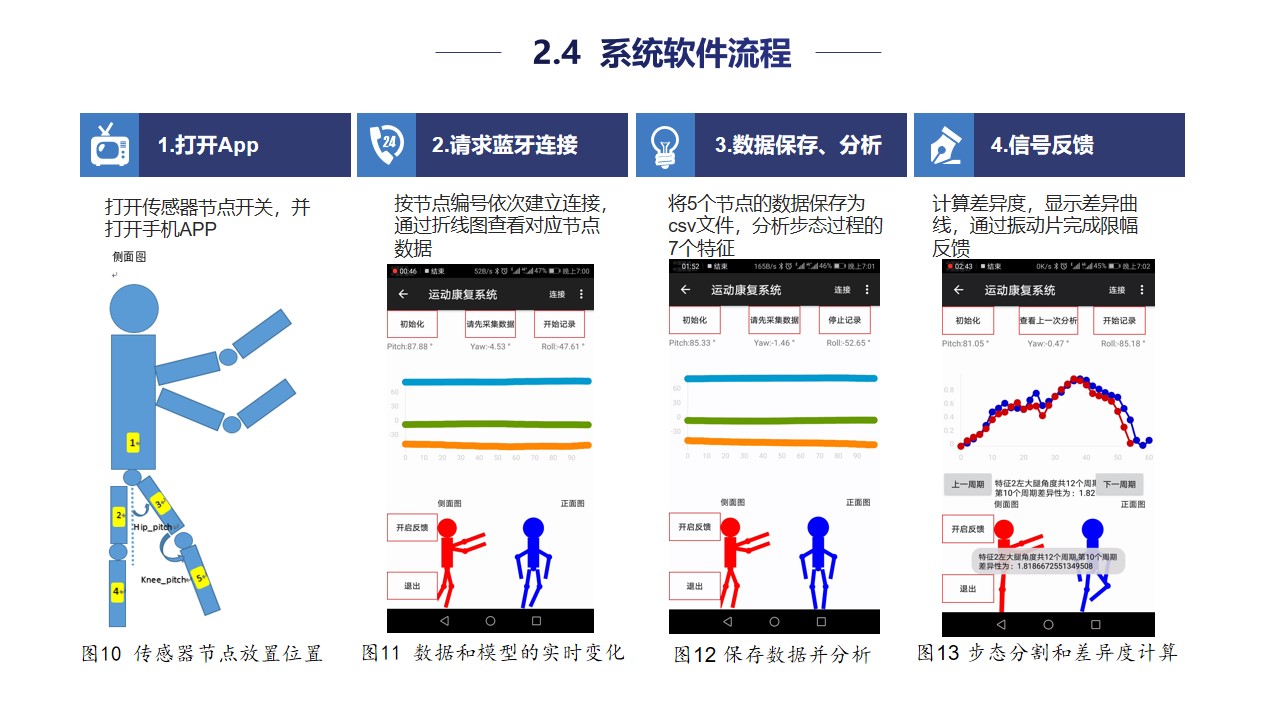 2.4 系统软件流程
1.打开App
打开传感器节点开关，并
打开手机APP
侧面图
1
2
3
Hip_pitch
Knee_pitch
4
5
图10 传感器节点放置位置
24
2.请求蓝牙连接
按节点编号依次建立连接，
通过折线图查看对应节点
数据
00:46 结束 52B/s 47% 晚上7:00
运动康复系统 连接
初始化 请先采集数据 开始记录
Pitch:87.88 ° Yaw:-4.53 ° Roll:-47.61 °
60
30
0
-30
0 10 20 30 40 50 60 70 80 90
侧面图 正面图
开启反馈
退出
图11 数据和模型的实时变化
3.数据保存、分析
将5个节点的数据保存为
csv文件，分析步态过程的
7个特征
01:52 结束 165B/s 46% 晚上7:01
运动康复系统 连接
初始化 请先采集数据 停止记录
Pitch:85.33 ° Yaw:-1.46 ° Roll:-52.65 °
60
30
0
-30
0 10 20 30 40 50 60 70 80 90
侧面图 正面图
开启反馈
退出
图12 保存数据并分析
4.信号反馈
计算差异度，显示差异曲
线，通过振动片完成限幅
反馈
02:43 结束 0K/s 45% 晚上7:02
运动康复系统 连接
初始化 查看上一次分析 开始记录
Pitch:81.05 ° Yaw:-0.47 ° Roll:-85.18 °
0.8
0.6
0.4
0.2
0
0 10 20 30 40 50 60
上一周期 特征2左大腿角度共12个周期 下一周期
第10个周期差异性为：1.82
侧面图 正面图
开启反馈
特征2左大腿角度共12个周期,第10个周期
差异性为：1.8186672551349508
退出
图13 步态分割和差异度计算